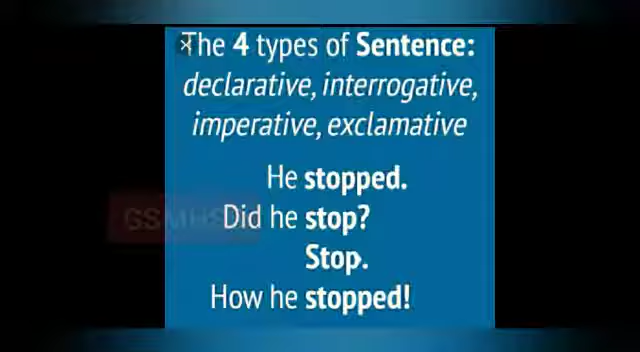 The 4 types of Sentence:
declarative, interrogative,
imperative, exclamative
He stopped.
Did he stop?
Stop.
How he stopped!